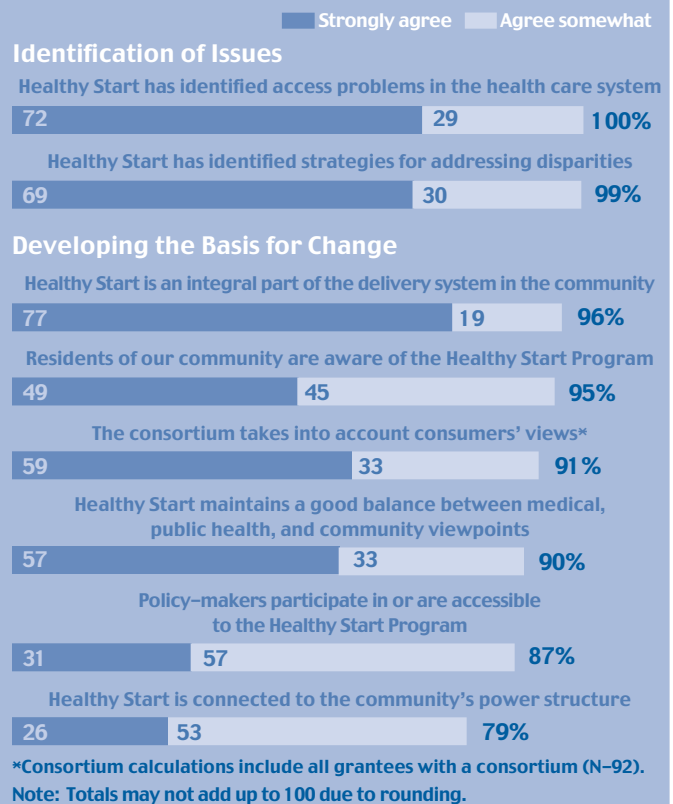 Strongly agree Agree somewhat
Identification of Issues
Healthy Start has identified access problems in the health care system
72 29 100%
Healthy Start has identified strategies for addressing disparities
69 30 99%
Developing the Basis for Change
Healthy Start is an integral part of the delivery system in the community
77 19 96%
Residents of our community are aware of the Healthy Start Program
49 45 95%
The consortium takes into account consumers' views*
59 33 91%
Healthy Start maintains a good balance between medical,
public health, and community viewpoints
57 33 90%
Policy-makers participate in or are accessible
to the Healthy Start Program
31 57 87%
Healthy Start is connected to the community's power structure
26 53 79%
*Consortium calculations include all grantees with a consortium (N-92).
Note: Totals may not add up to 100 due to rounding.